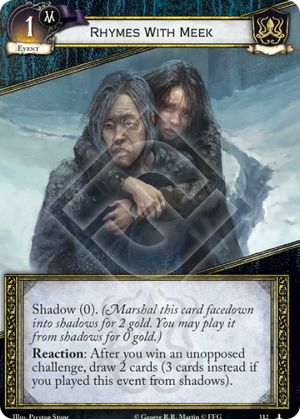 1
EVENT
RHYMES WITH MEEK
Shadow (0). (Marshal this card facedown
into shadows for 2 gold. You may play it
from shadows for 0 gold.)
Reaction: After you win an unopposed
challenge, draw 2 cards (3 cards instead if
you played this event from shadows).
Illus. Preston Stone © George R.R. Martin © FFG 112